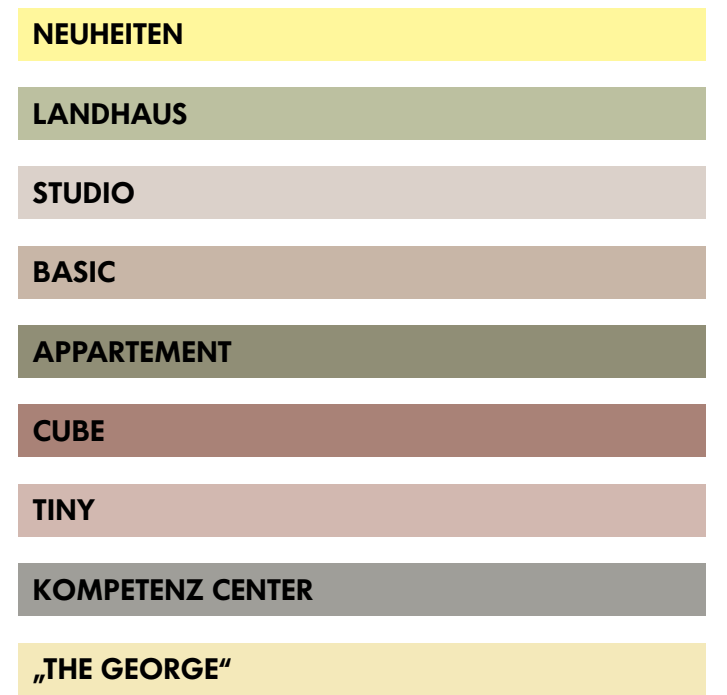 NEUHEITEN
LANDHAUS
STUDIO
BASIC
APPARTEMENT
CUBE
TINY
KOMPETENZ CENTER
„THE GEORGE“